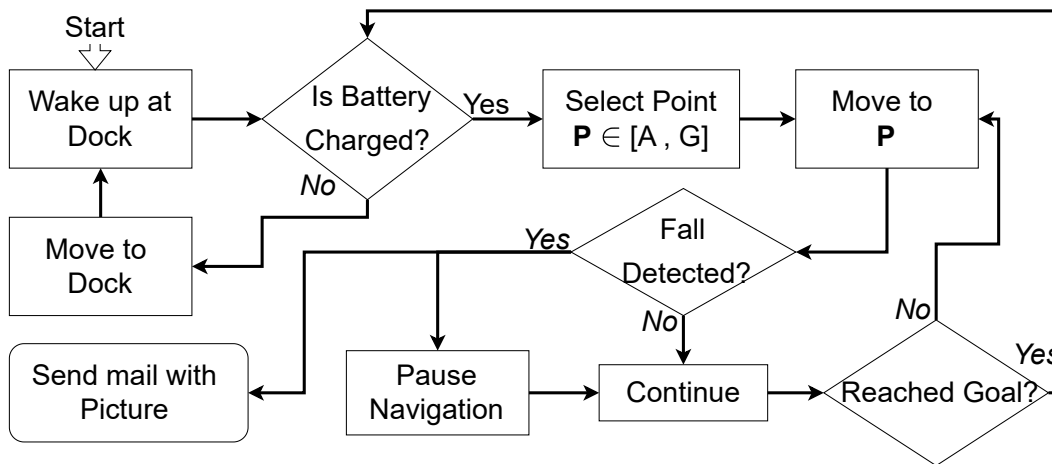 Start
Wake up at
Dock
Is Battery
Charged?
Yes
Select Point
P ∈ [A , G]
Move to
P
No
Move to
Dock
Yes
Fall
Detected?
No
No
Yes
Send mail with
Picture
Pause
Navigation
Continue
Reached Goal?